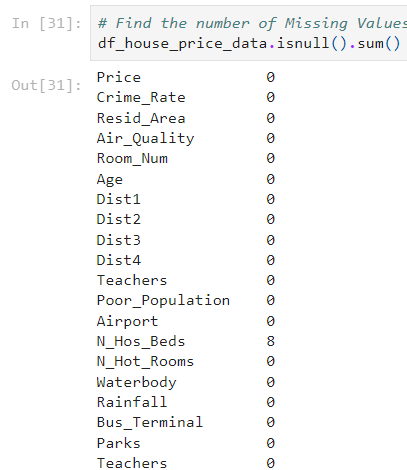 In [31]: # Find the number of Missing Values
df_house_price_data.isnull().sum()
Out[31]: Price 0
Crime_Rate 0
Resid_Area 0
Air_Quality 0
Room_Num 0
Age 0
Dist1 0
Dist2 0
Dist3 0
Dist4 0
Teachers 0
Poor_Population 0
Airport 0
N_Hos_Beds 8
N_Hot_Rooms 0
Waterbody 0
Rainfall 0
Bus_Terminal 0
Parks 0
Teachers 0